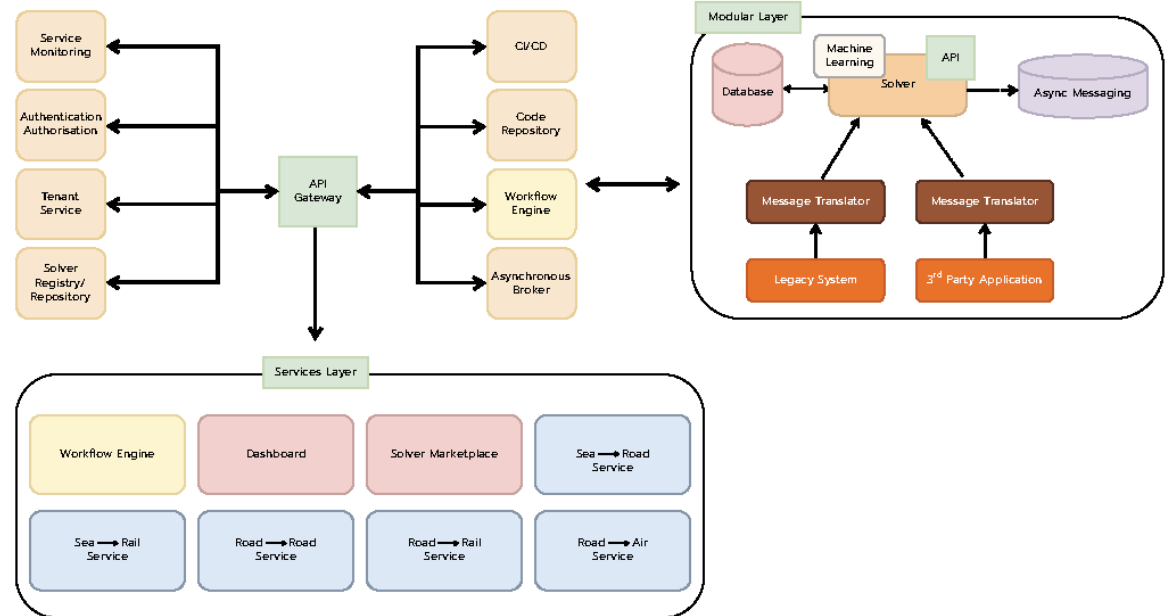 Service
Monitoring
Authentication
Authorisation
Tenant
Service
Solver
Registry/
Repository
API
Gateway
CI/CD
Code
Repository
Workflow
Engine
Asynchronous
Broker
Modular Layer
Database
Machine
Learning
API
Solver
Async Messaging
Message Translator
Message Translator
Legacy System
3rd Party Application
Services Layer
Workflow Engine
Dashboard
Solver Marketplace
Sea → Road
Service
Sea → Rail
Service
Road → Road
Service
Road → Rail
Service
Road → Air
Service